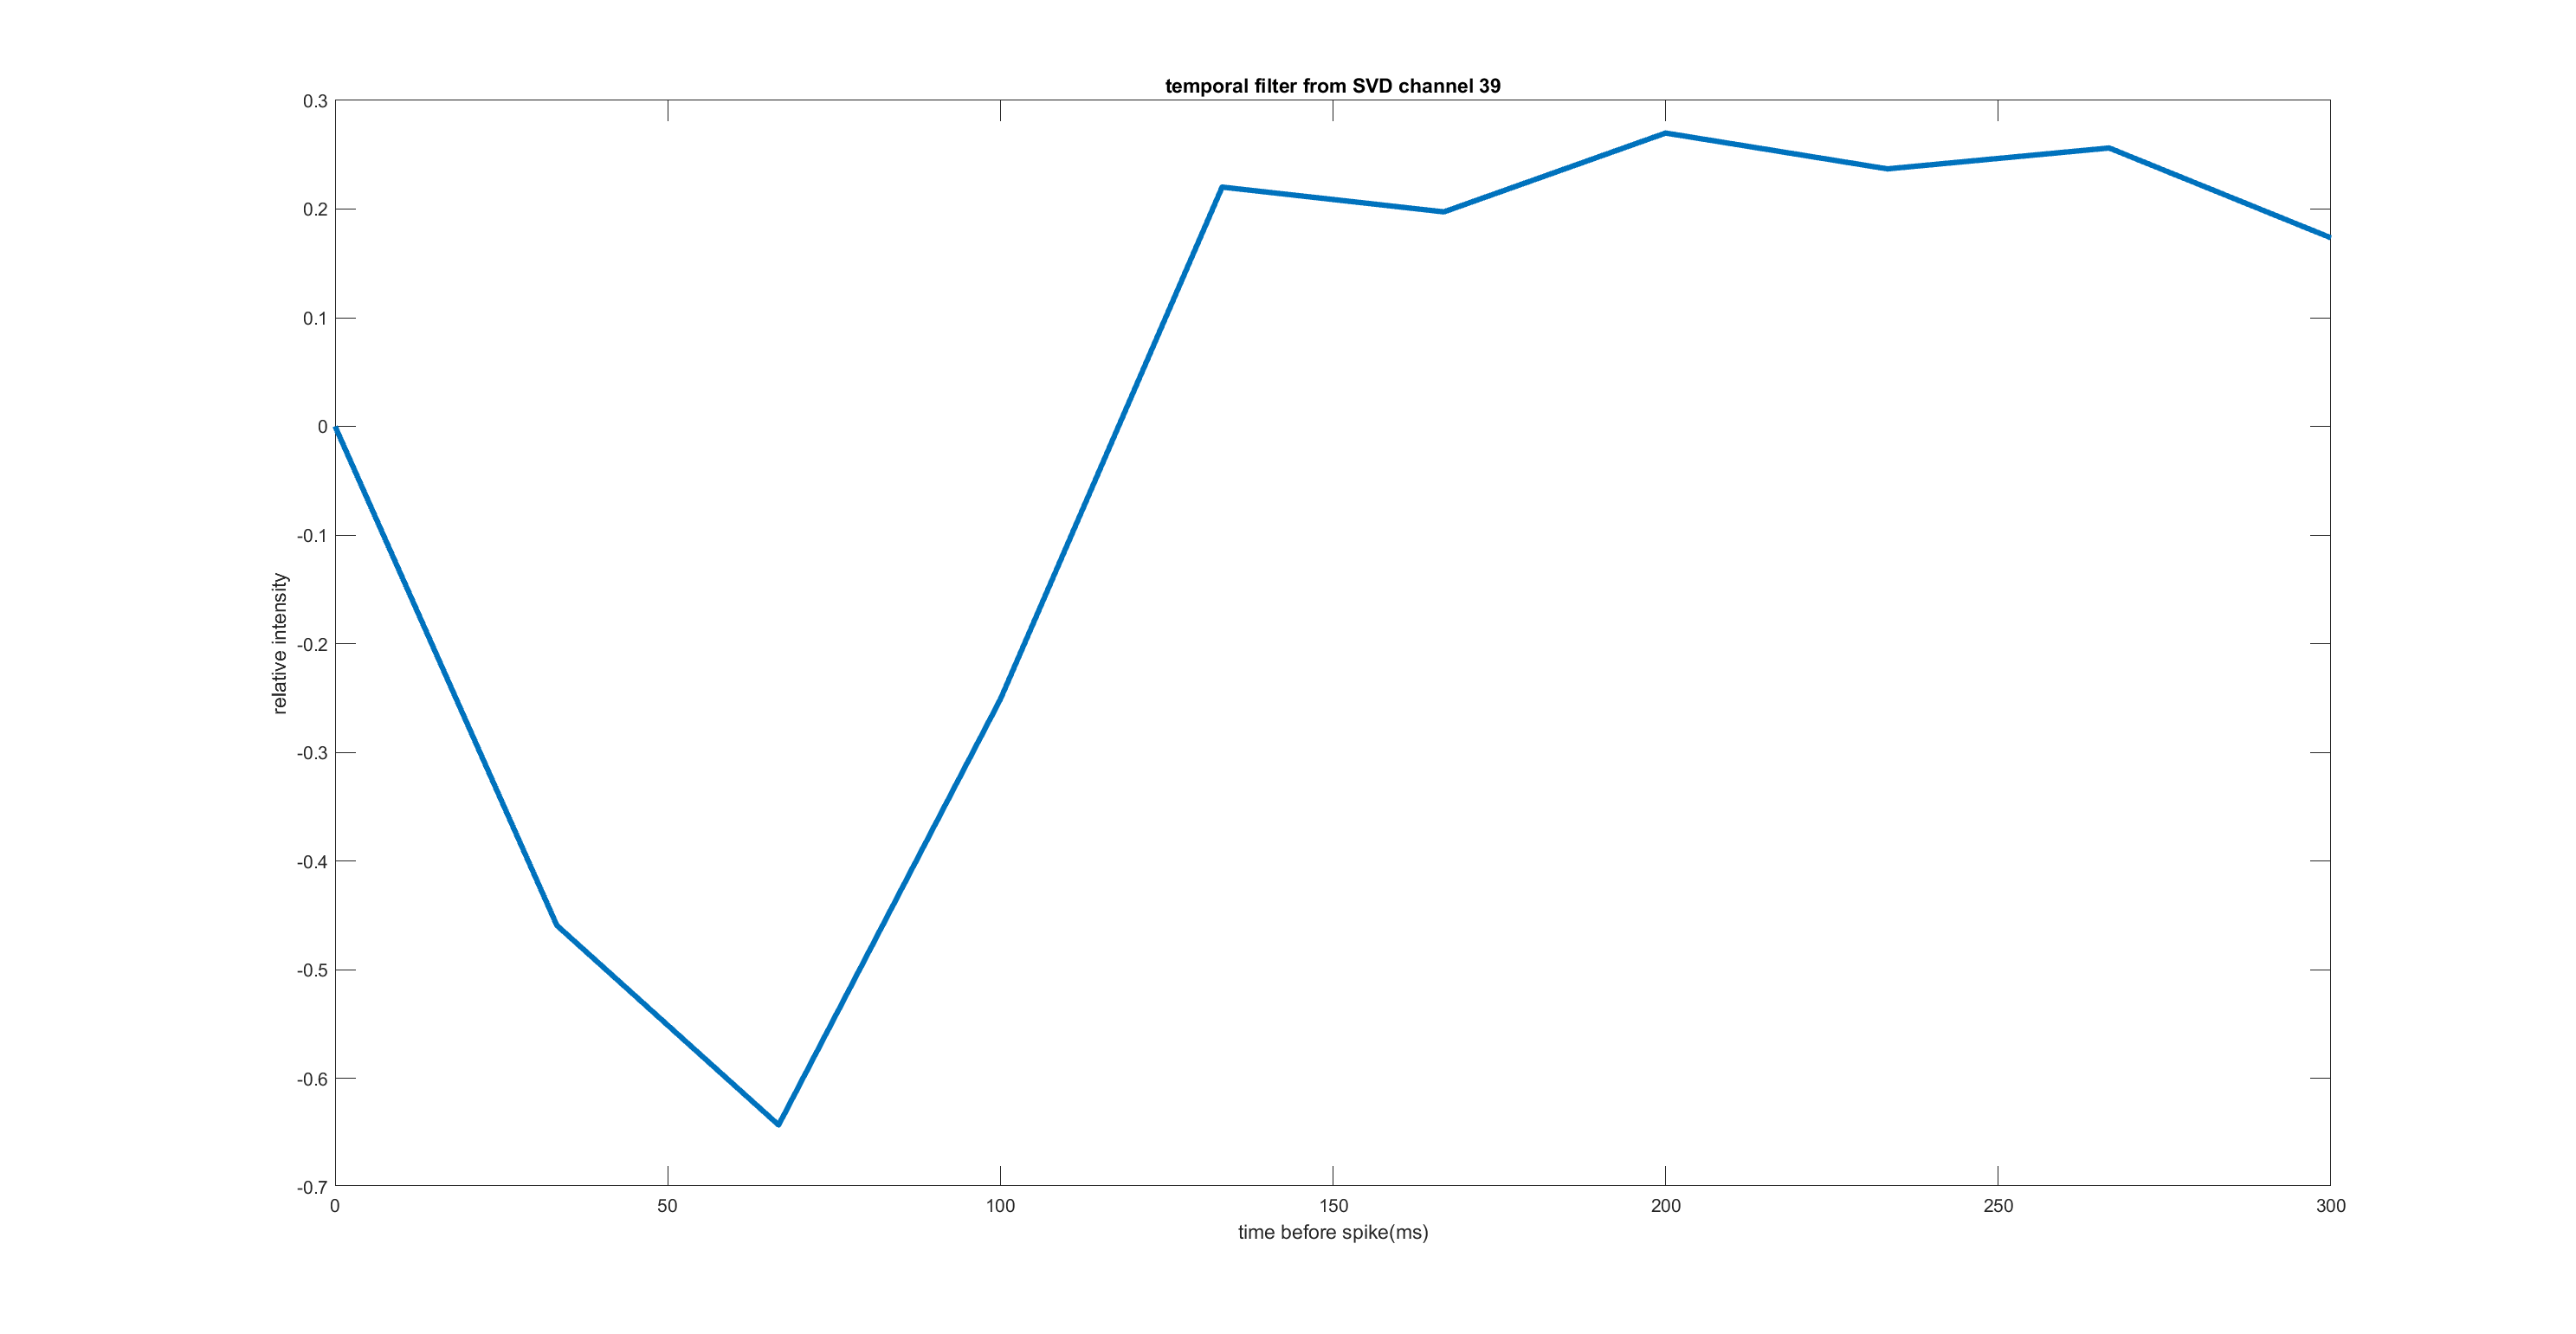 temporal filter from SVD channel 39
0.3
0.2
0.1
0
-0.1
-0.2
-0.3
-0.4
-0.5
-0.6
-0.7
relative intensity
0 50 100 150 200 250 300
time before spike(ms)